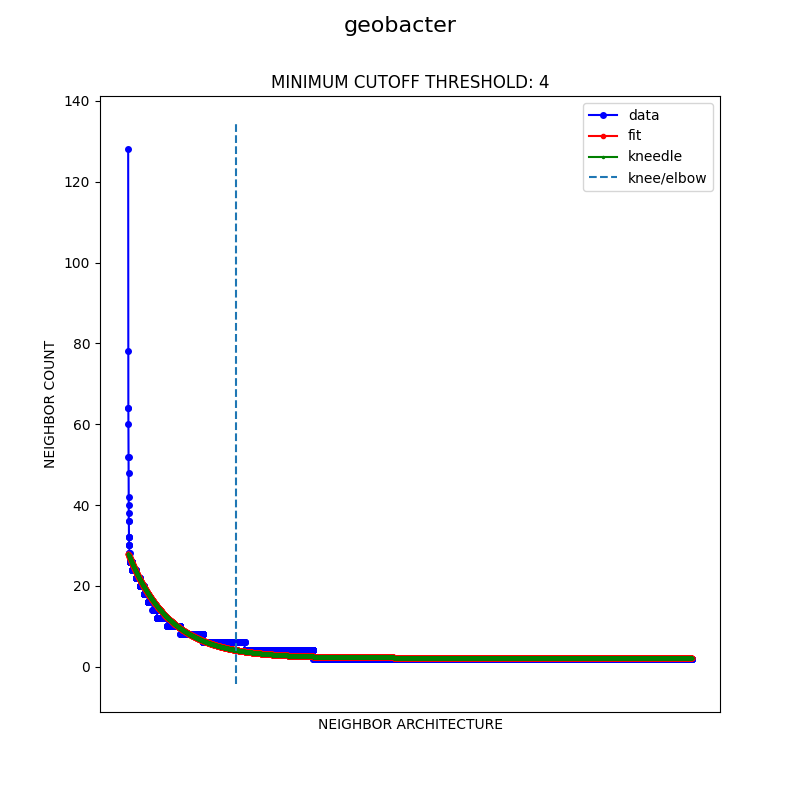 geobacter
MINIMUM CUTOFF THRESHOLD: 4
data
fit
kneedle
knee/elbow
NEIGHBOR COUNT
140
120
100
80
60
40
20
0
NEIGHBOR ARCHITECTURE